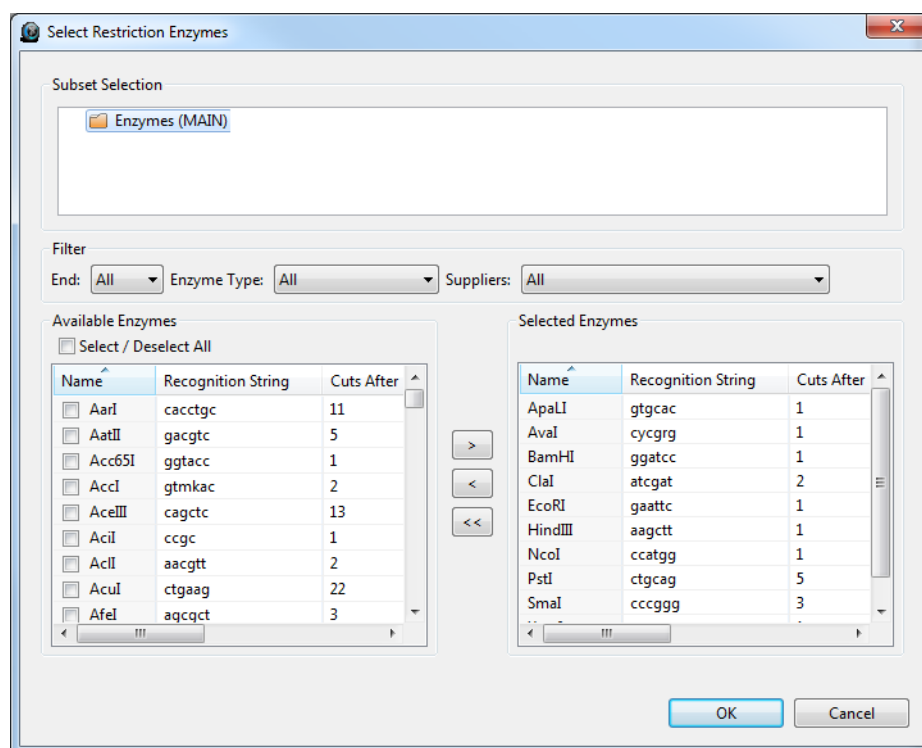 Select Restriction Enzymes
Subset Selection
Enzymes (MAIN)
Filter
End: All Enzyme Type: All Suppliers: All
Available Enzymes
Select / Deselect All
Name Recognition String Cuts After
AarI cacctgc 11
AatII gacgtc 5
Acc65I ggtacc 1
AccI gtmkac 2
AceIII cagctc 13
AciI ccgc 1
AclI aacgtt 2
AcuI ctgaag 22
AfeI agcgct 3
>
<
<<
Selected Enzymes
Name Recognition String Cuts After
ApaLI gtgcac 1
AvaI cycgrg 1
BamHI ggatcc 1
ClaI atcgat 2
EcoRI gaattc 1
HindIII aagctt 1
NcoI ccatgg 1
PstI ctgcag 5
SmaI cccggg 3
OK Cancel